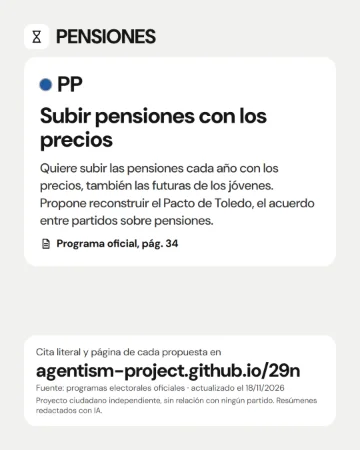 PENSIONES
PP
Subir pensiones con los
precios
Quiere subir las pensiones cada año con los
precios, también las futuras de los jóvenes.
Propone reconstruir el Pacto de Toledo, el acuerdo
entre partidos sobre pensiones.
Programa oficial, pág. 34
Cita literal y página de cada propuesta en
agentism-project.github.io/29n
Fuente: programas electorales oficiales · actualizado el 18/11/2026
Proyecto ciudadano independiente, sin relación con ningún partido. Resúmenes
redactados con IA.